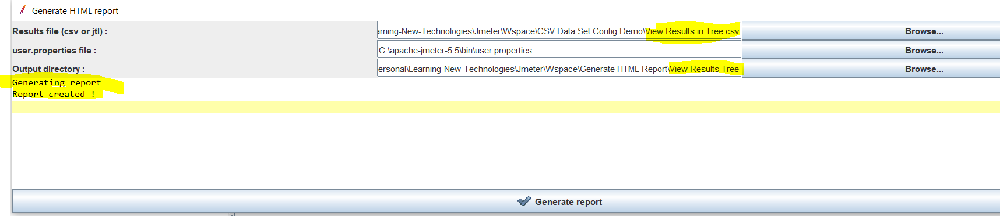 Generate HTML report
Results file (csv or jtl) : arning-New-Technologies\Jmeter\Wspace\CSV Data Set Config Demo\View Results in Tree.csv Browse...
user.properties file : C:\apache-jmeter-5.5\bin\user.properties Browse...
Output directory : ersonal\Learning-New-Technologies\Jmeter\Wspace\Generate HTML Report\View Results Tree Browse...
Generating report
Report created !
Generate report